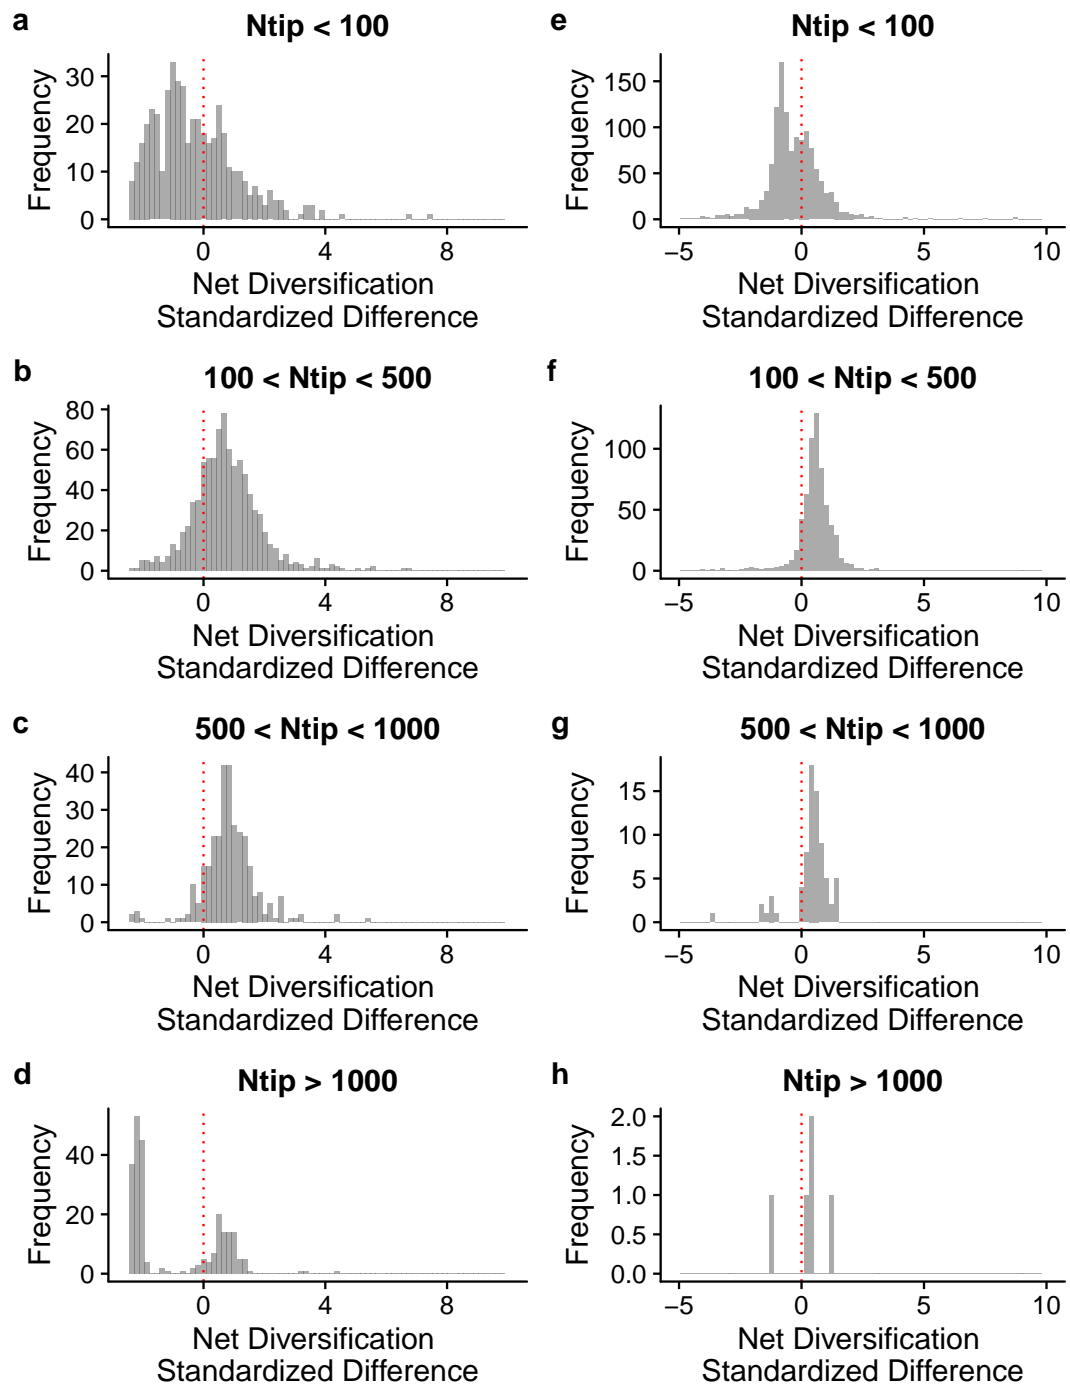 a
Ntip < 100
Frequency
30
20
10
0
0
4
8
Net Diversification
Standardized Difference
e
Ntip < 100
Frequency
150
100
50
0
−5
0
5
10
Net Diversification
Standardized Difference
b
100 < Ntip < 500
Frequency
80
60
40
20
0
0
4
8
Net Diversification
Standardized Difference
f
100 < Ntip < 500
Frequency
100
50
0
−5
0
5
10
Net Diversification
Standardized Difference
c
500 < Ntip < 1000
Frequency
40
30
20
10
0
0
4
8
Net Diversification
Standardized Difference
g
500 < Ntip < 1000
Frequency
15
10
5
0
−5
0
5
10
Net Diversification
Standardized Difference
d
Ntip > 1000
Frequency
40
20
0
0
4
8
Net Diversification
Standardized Difference
h
Ntip > 1000
Frequency
2.0
1.5
1.0
0.5
0.0
−5
0
5
10
Net Diversification
Standardized Difference